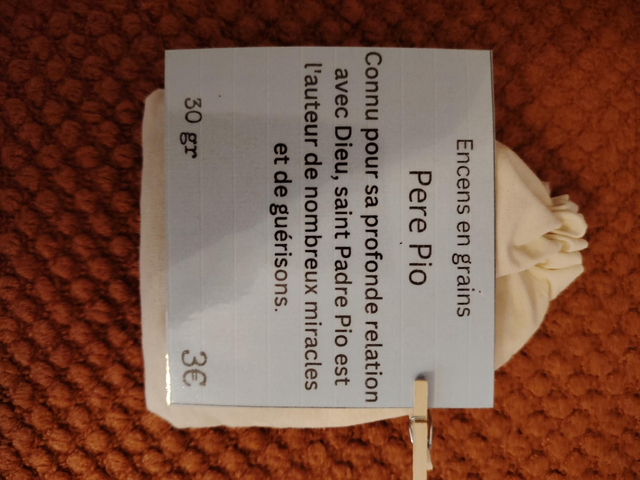 Encens en grains
Pere Pio
Connu pour sa profonde relation
avec Dieu, saint Padre Pio est
l'auteur de nombreux miracles
et de guérisons.
30 gr 3€